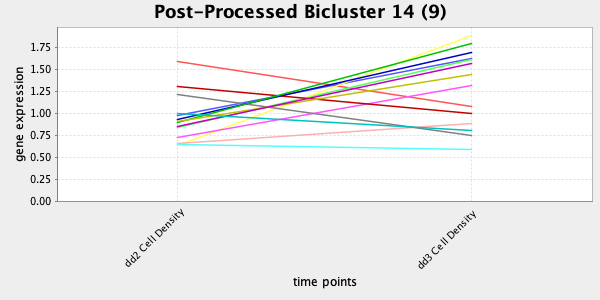 Post-Processed Bicluster 14 (9)
gene expression
1.75
1.50
1.25
1.00
0.75
0.50
0.25
0.00
dd2 Cell Density
dd3 Cell Density
time points